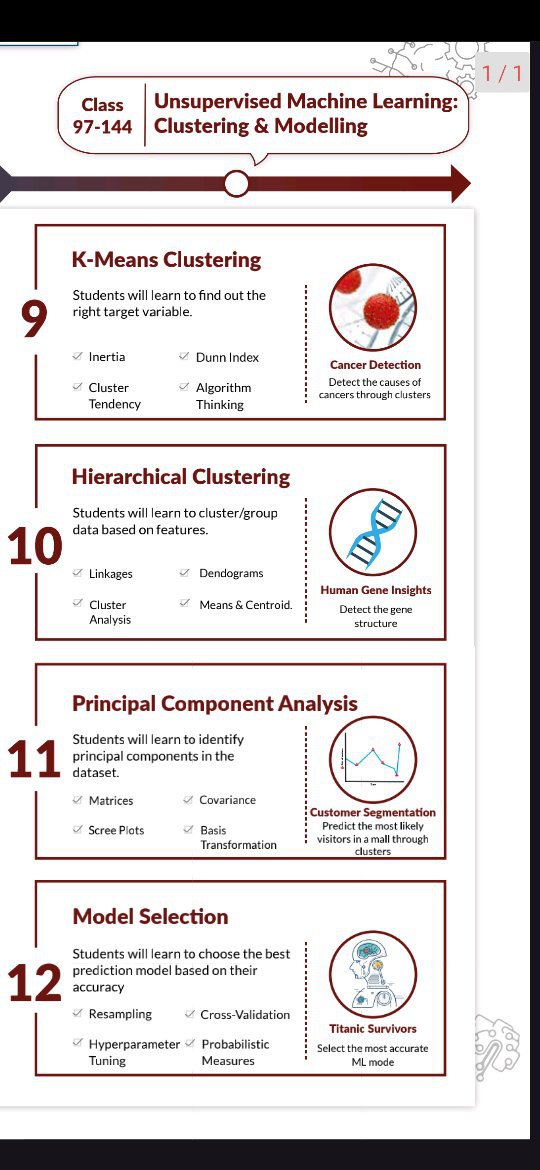 1 / 1
Class
97-144
Unsupervised Machine Learning:
Clustering & Modelling
9
K-Means Clustering
Students will learn to find out the
right target variable.
Inertia
Dunn Index
Cluster
Tendency
Algorithm
Thinking
Cancer Detection
Detect the causes of
cancers through clusters
10
Hierarchical Clustering
Students will learn to cluster/group
data based on features.
Linkages
Dendograms
Cluster
Analysis
Means & Centroid.
Human Gene Insights
Detect the gene
structure
11
Principal Component Analysis
Students will learn to identify
principal components in the
dataset.
Matrices
Covariance
Scree Plots
Basis
Transformation
Customer Segmentation
Predict the most likely
visitors in a mall through
clusters
12
Model Selection
Students will learn to choose the best
prediction model based on their
accuracy
Resampling
Cross-Validation
Hyperparameter
Tuning
Probabilistic
Measures
Titanic Survivors
Select the most accurate
ML mode